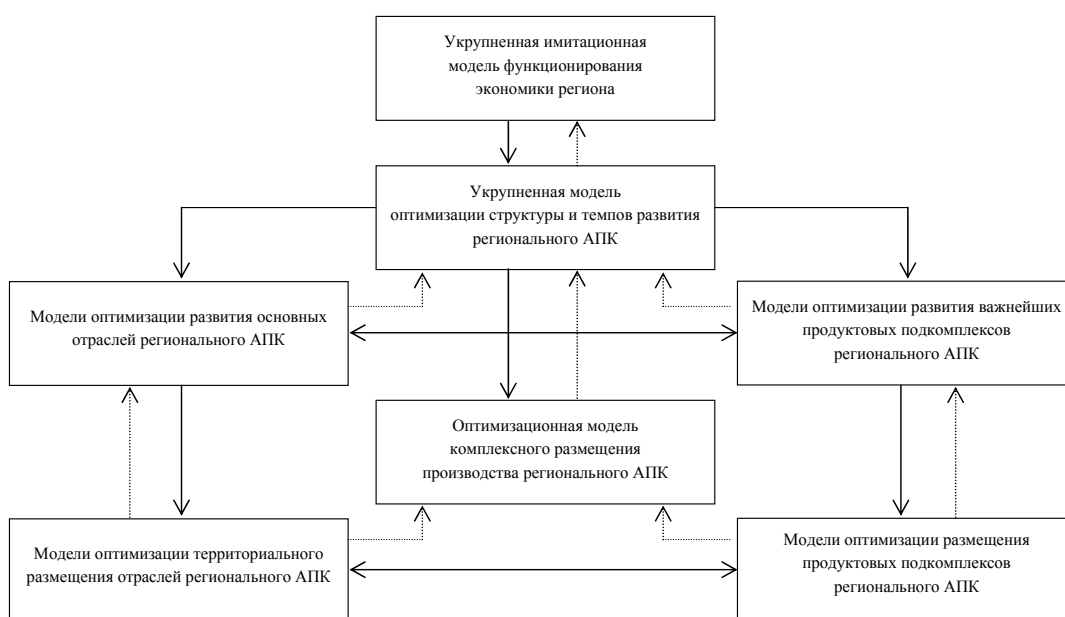 Укрупненная имитационная
модель функционирования
экономики региона
Укрупненная модель
оптимизации структуры и темпов развития
регионального АПК
Модели оптимизации развития основных
отраслей регионального АПК
Модели оптимизации развития важнейших
продуктовых подкомплексов
регионального АПК
Оптимизационная модель
комплексного размещения
производства регионального АПК
Модели оптимизации территориального
размещения отраслей регионального АПК
Модели оптимизации размещения
продуктовых подкомплексов
регионального АПК